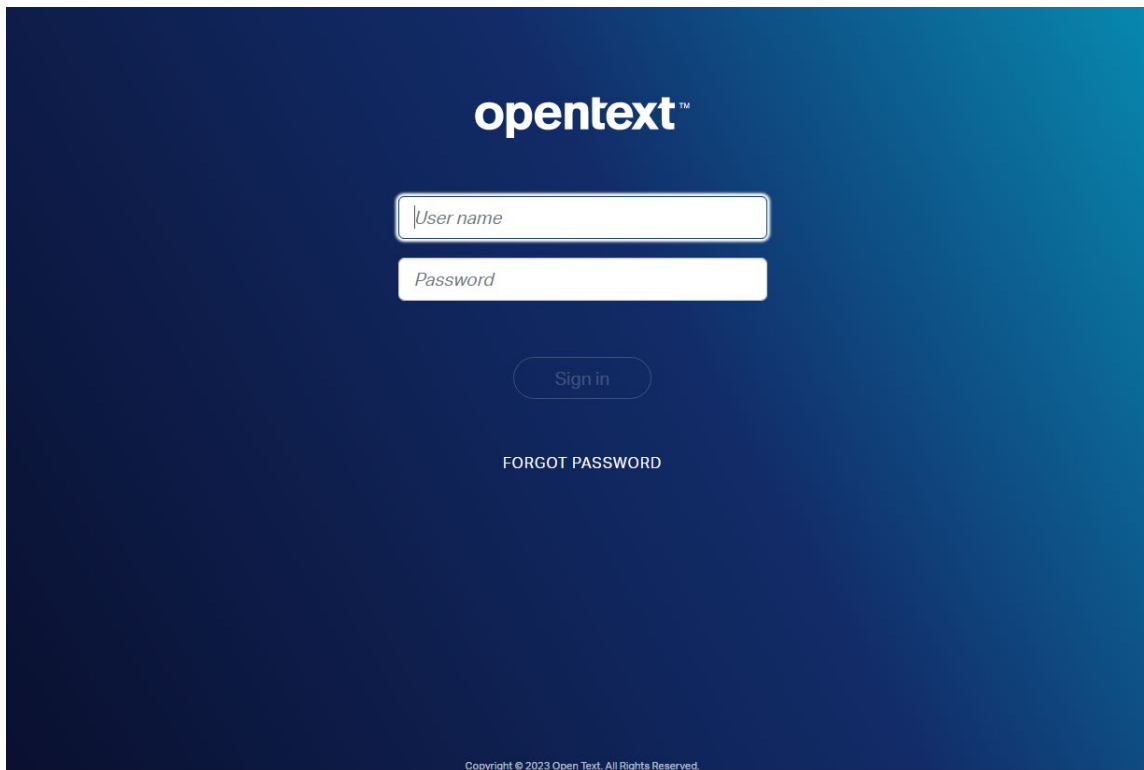 opentext™
User name
Password
Sign in
FORGOT PASSWORD
Copyright © 2023 Open Text. All Rights Reserved.